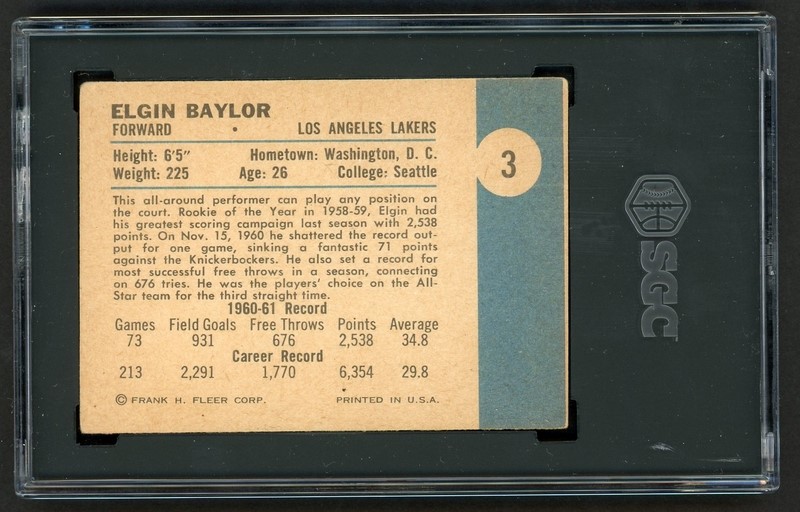 ELGIN BAYLOR
FORWARD • LOS ANGELES LAKERS
Height: 6'5" Hometown: Washington, D. C.
Weight: 225 Age: 26 College: Seattle
3
This all-around performer can play any position on
the court. Rookie of the Year in 1958-59, Elgin had
his greatest scoring campaign last season with 2,538
points. On Nov. 15, 1960 he shattered the record out-
put for one game, sinking a fantastic 71 points
against the Knickerbockers. He also set a record for
most successful free throws in a season, connecting
on 676 tries. He was the players' choice on the All-
Star team for the third straight time.
1960-61 Record
Games Field Goals Free Throws Points Average
73 931 676 2,538 34.8
Career Record
213 2,291 1,770 6,354 29.8
© FRANK H. FLEER CORP. PRINTED IN U.S.A.
SGC